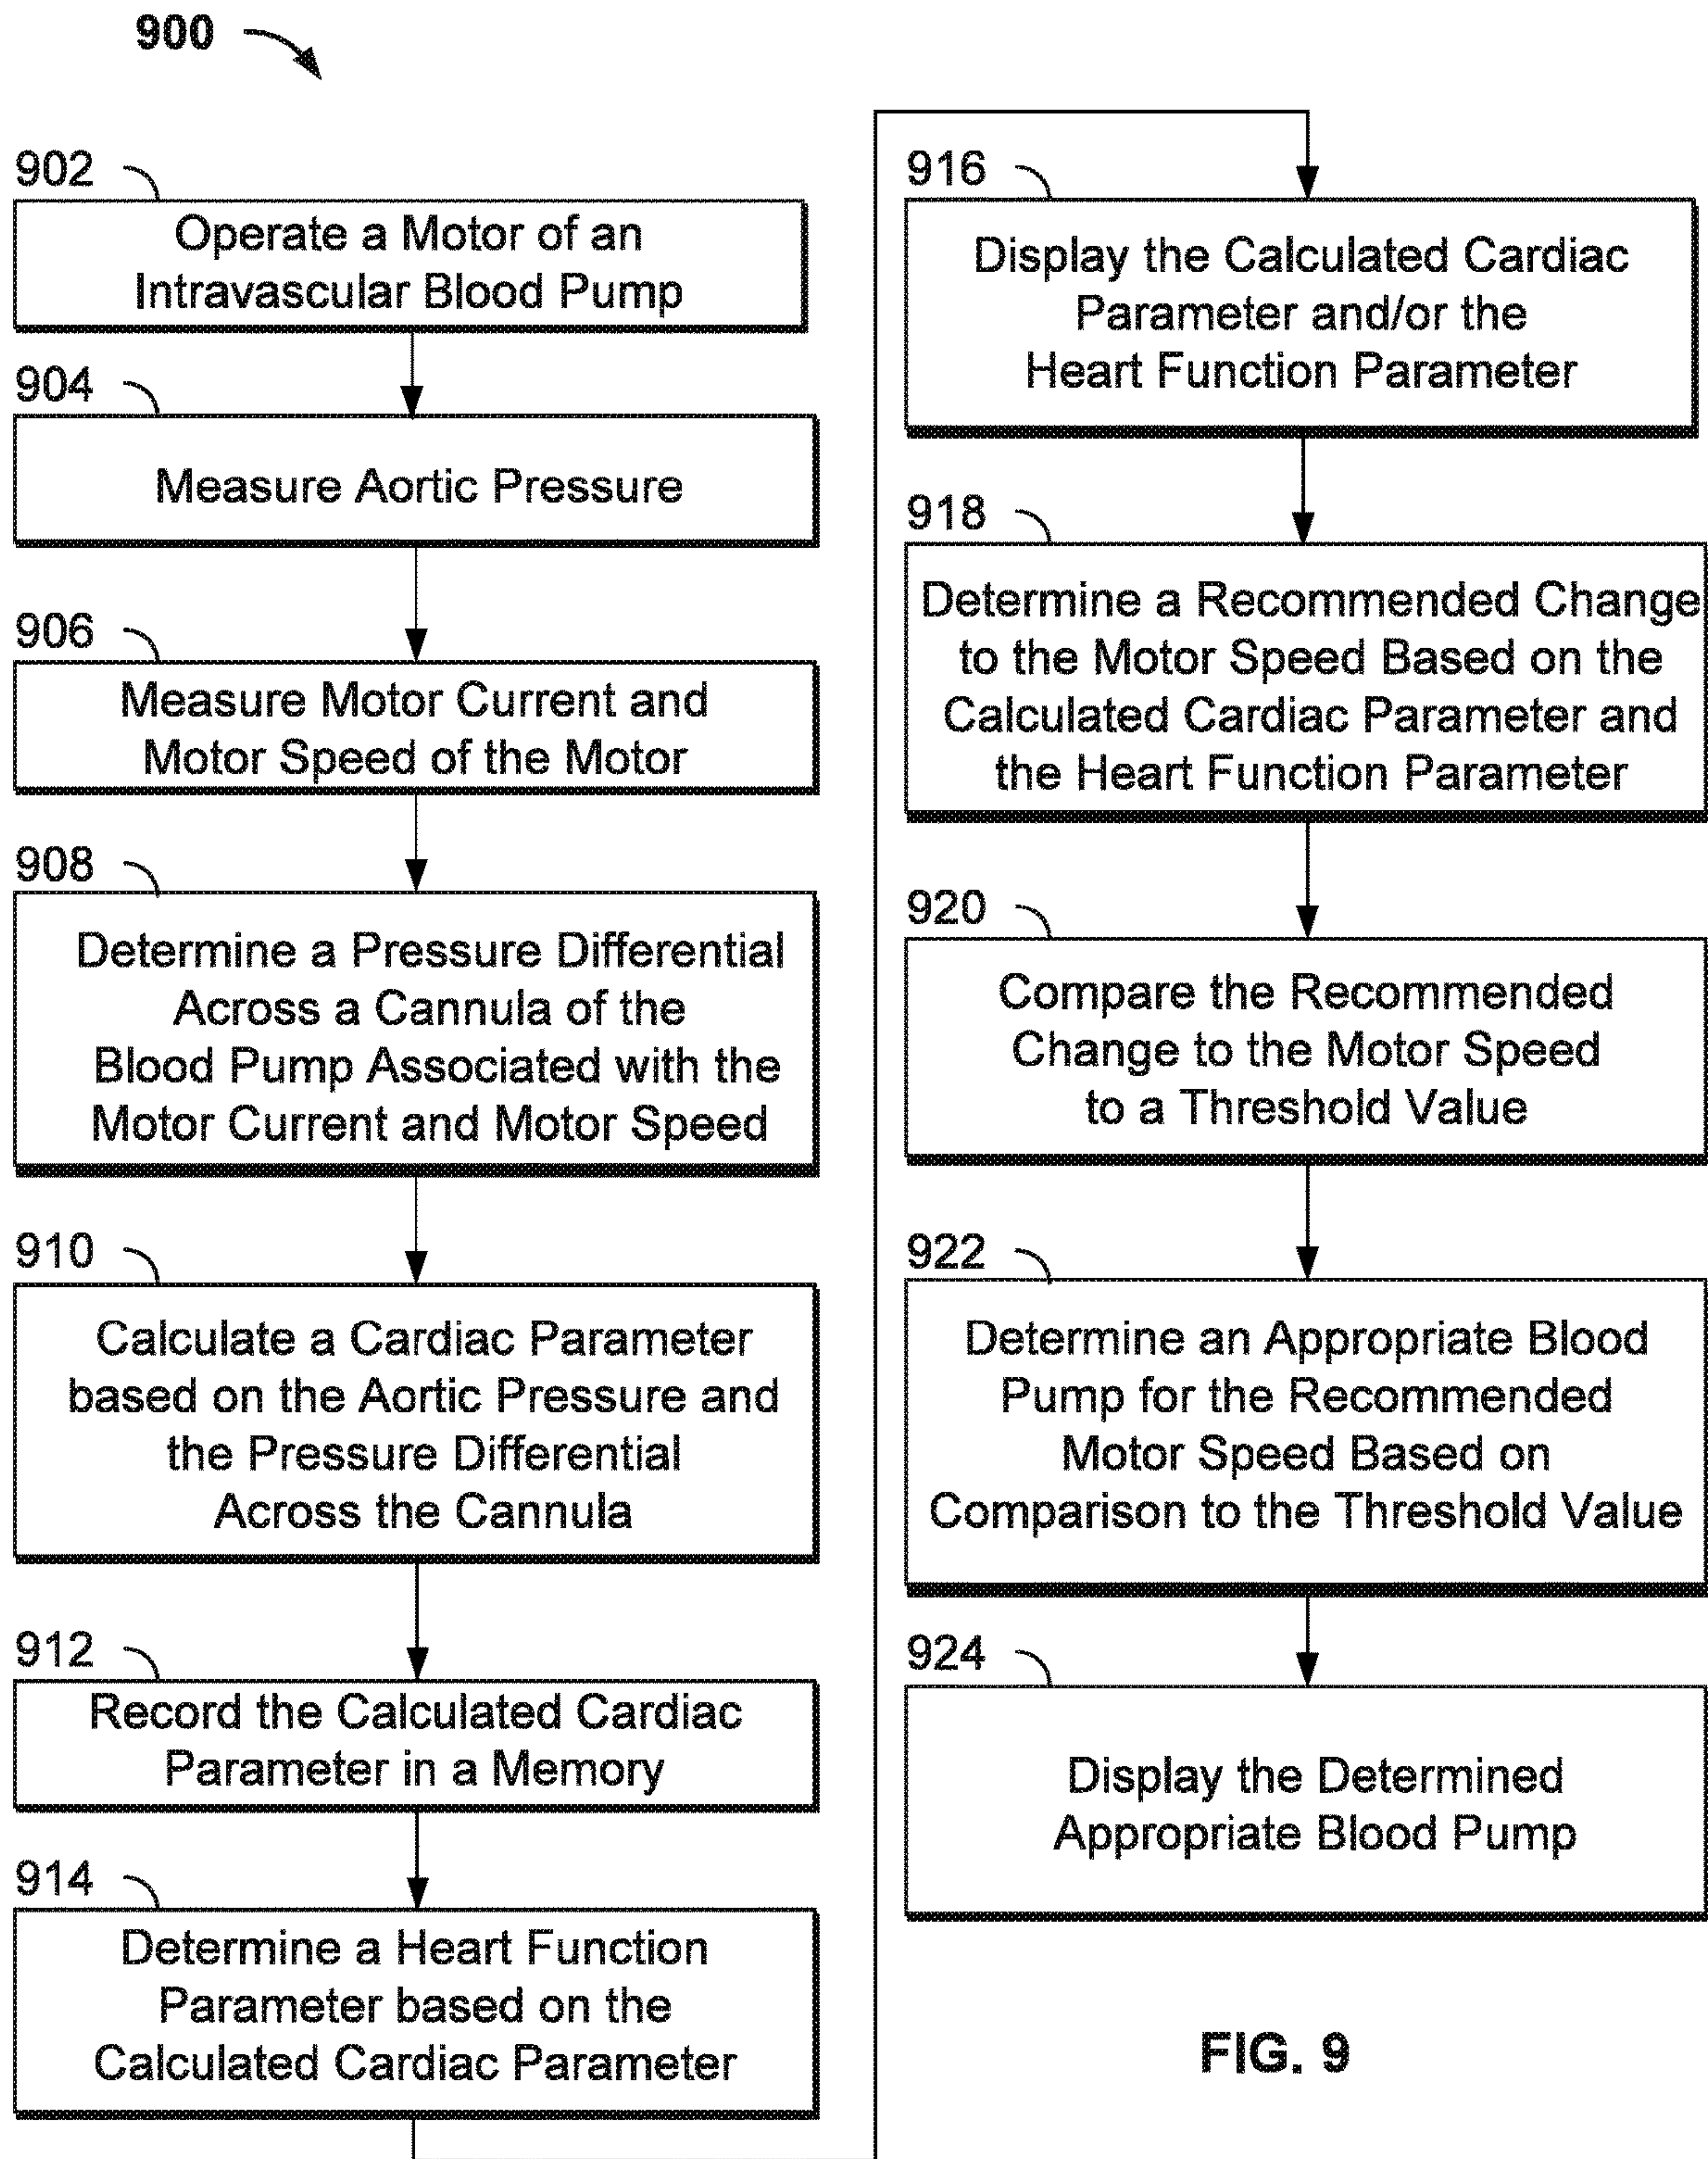 900
902
Operate a Motor of an
Intravascular Blood Pump
904
Measure Aortic Pressure
906
Measure Motor Current and
Motor Speed of the Motor
908
Determine a Pressure Differential
Across a Cannula of the
Blood Pump Associated with the
Motor Current and Motor Speed
910
Calculate a Cardiac Parameter
based on the Aortic Pressure and
the Pressure Differential
Across the Cannula
912
Record the Calculated Cardiac
Parameter in a Memory
914
Determine a Heart Function
Parameter based on the
Calculated Cardiac Parameter
916
Display the Calculated Cardiac
Parameter and/or the
Heart Function Parameter
918
Determine a Recommended Change
to the Motor Speed Based on the
Calculated Cardiac Parameter and
the Heart Function Parameter
920
Compare the Recommended
Change to the Motor Speed
to a Threshold Value
922
Determine an Appropriate Blood
Pump for the Recommended
Motor Speed Based on
Comparison to the Threshold Value
924
Display the Determined
Appropriate Blood Pump
FIG. 9